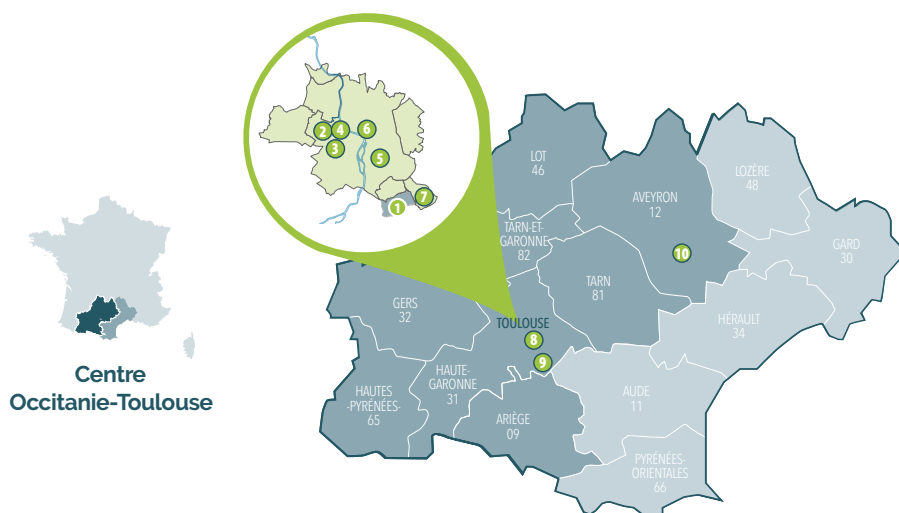 2
4
6
3
5
7
1
LOT
46
LOZÈRE
48
AVEYRON
12
TARN-ET-
GARONNE
82
GARD
30
10
TARN
81
GERS
32
TOULOUSE
8
HÉRAULT
34
9
Centre
Occitanie-Toulouse
HAUTE-
GARONNE
31
HAUTES
-PYRÉNÉES-
65
AUDE
11
ARIÈGE
09
PYRÉNÉES-
ORIENTALES
66